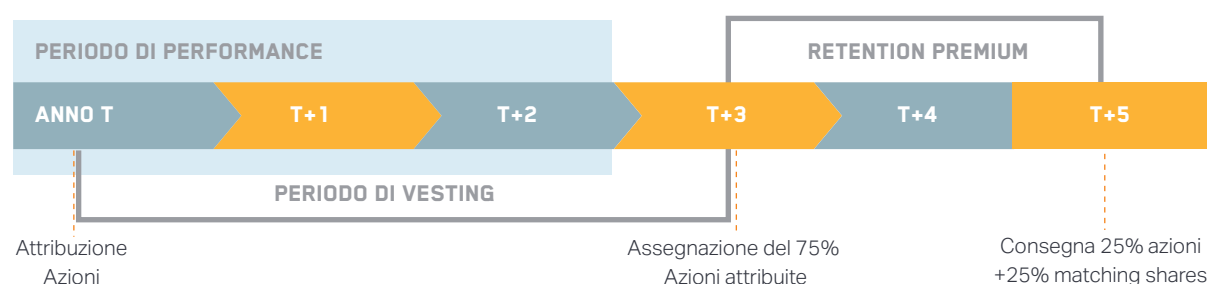 PERIODO DI PERFORMANCE
RETENTION PREMIUM
ANNO T
T+1
T+2
T+3
T+4
T+5
PERIODO DI VESTING
Attribuzione
Azioni
Assegnazione del 75%
Azioni attribuite
Consegna 25% azioni
+25% matching shares